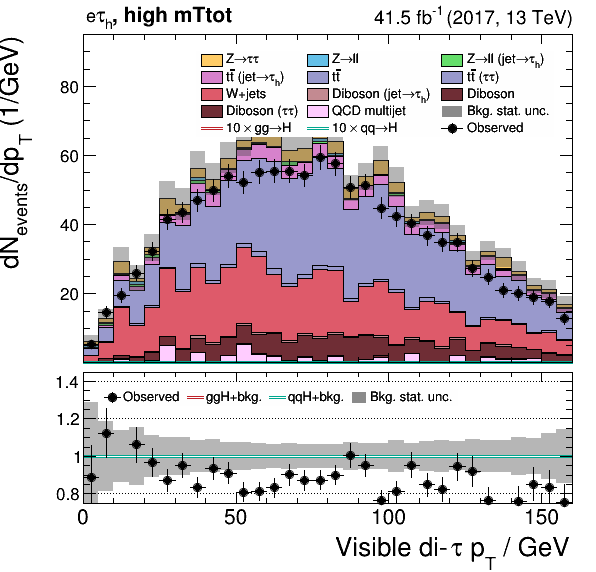 eτh, high mTtot
41.5 fb-1 (2017, 13 TeV)
dNevents/dpT (1/GeV)
80
60
40
20
Z→ττ
Z→ll
Z→ll (jet→τh)
tt̄ (jet→τh)
tt̄
tt̄ (ττ)
W+jets
Diboson (jet→τh)
Diboson
Diboson (ττ)
QCD multijet
Bkg. stat. unc.
10 × gg→H
10 × qq→H
Observed
1.4
1.2
1
0.8
Observed
ggH+bkg.
qqH+bkg.
Bkg. stat. unc.
0
50
100
150
Visible di-τ pT / GeV